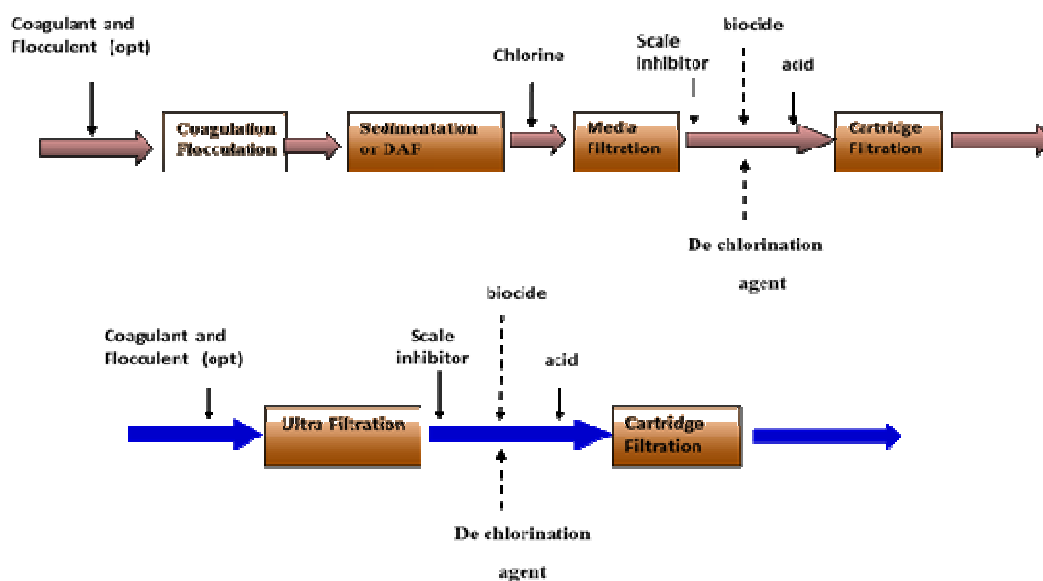 Coagulant and
Flocculent (opt)
Chlorine
Scale
inhibitor
biocide
acid
Coagulation
Flocculation
Sedimentation
or DAF
Media
Filtration
Cartridge
Filtration
De chlorination
agent
biocide
Coagulant and
Flocculent (opt)
Scale
inhibitor
acid
Ultra Filtration
Cartridge
Filtration
De chlorination
agent